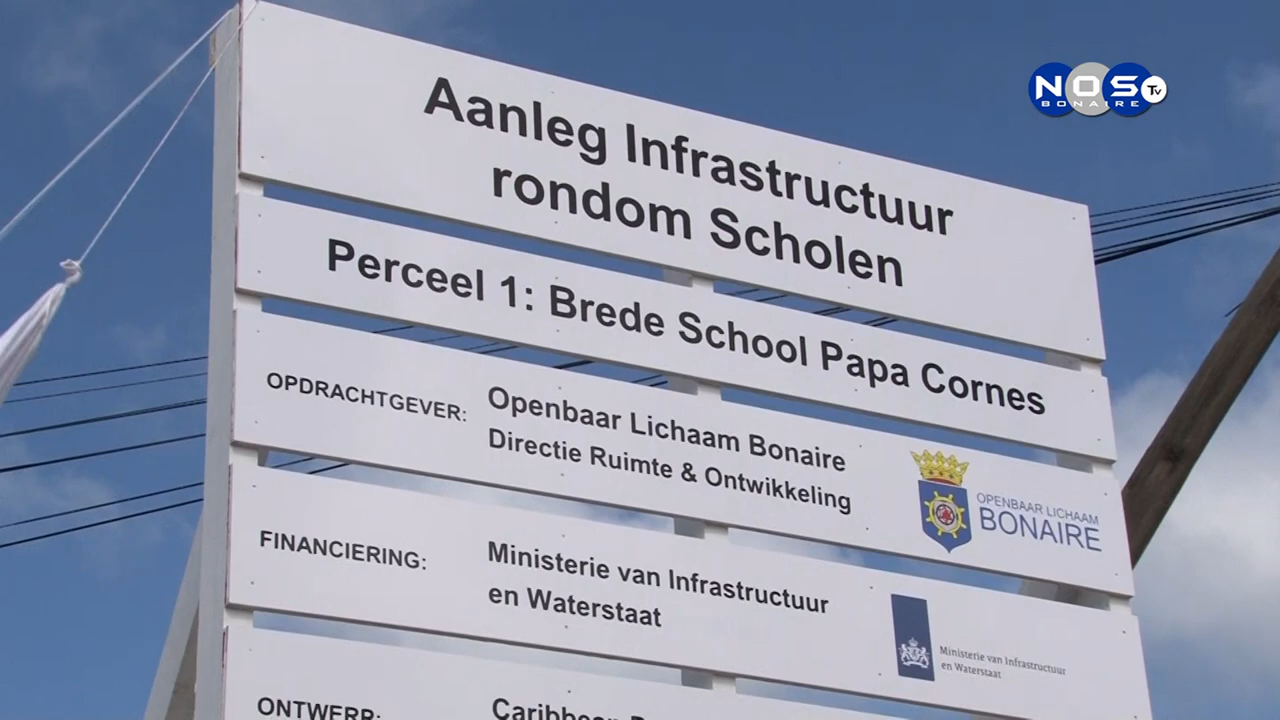 NOS TV
BONAIRE
Aanleg Infrastructuur
rondom Scholen
Perceel 1: Brede School Papa Cornes
OPDRACHTGEVER: Openbaar Lichaam Bonaire
Directie Ruimte & Ontwikkeling
OPENBAAR LICHAAM
BONAIRE
FINANCIERING: Ministerie van Infrastructuur
en Waterstaat
Ministerie van Infrastructuur
en Waterstaat
ONTWERP: Caribbean